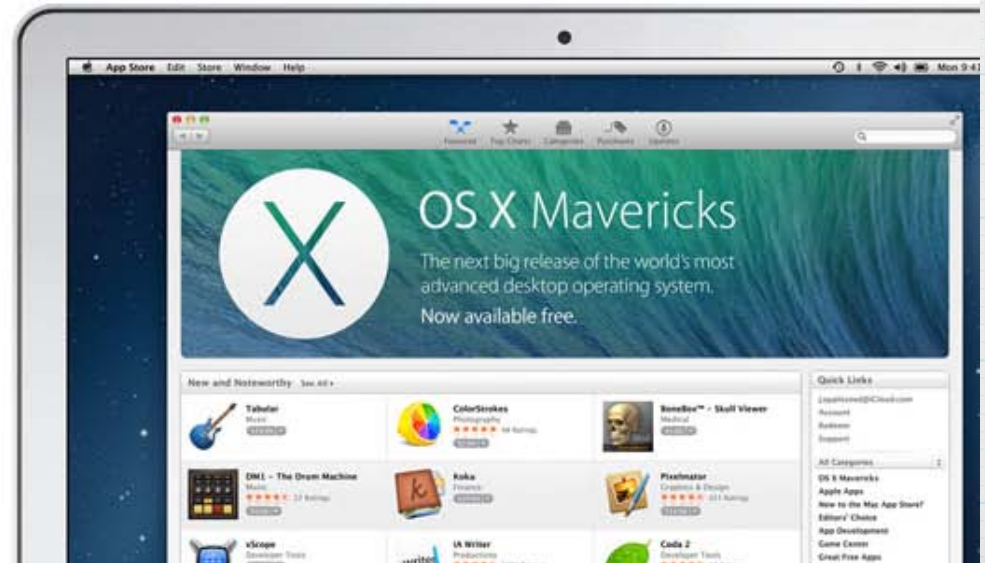 App Store Edit Store Window Help
Mon 9:41
Featured Top Charts Categories Purchases Updates
X
OS X Mavericks
The next big release of the world's most
advanced desktop operating system.
Now available free.
New and Noteworthy See All
Quick Links
Tabular
Music
ColorStrokes
Photography
BoneBox™ - Skull Viewer
Medical
Account
Redeem
Support
All Categories
DM1 - The Drum Machine
Music
22 Ratings
Koka
Finance
Pixelmator
Graphics & Design
OS X Mavericks
Apple Apps
New to the Mac App Store?
Editors' Choice
App Development
Game Center
Great Free Apps
xScope
Developer Tools
iA Writer
Productivity
Coda 2
Developer Tools